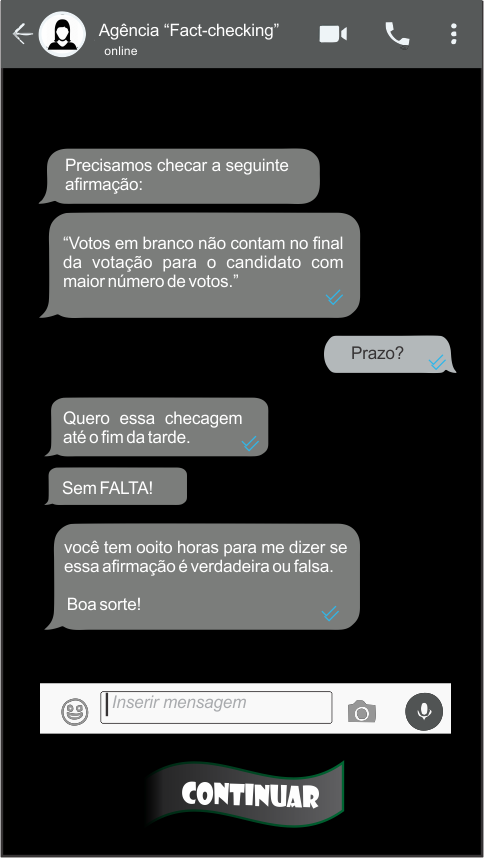 Agência “Fact-checking”
online
Precisamos checar a seguinte
afirmação:
“Votos em branco não contam no final
da votação para o candidato com
maior número de votos.”
Prazo?
Quero essa checagem
até o fim da tarde.
Sem FALTA!
você tem ooito horas para me dizer se
essa afirmação é verdadeira ou falsa.
Boa sorte!
Inserir mensagem
CONTINUAR